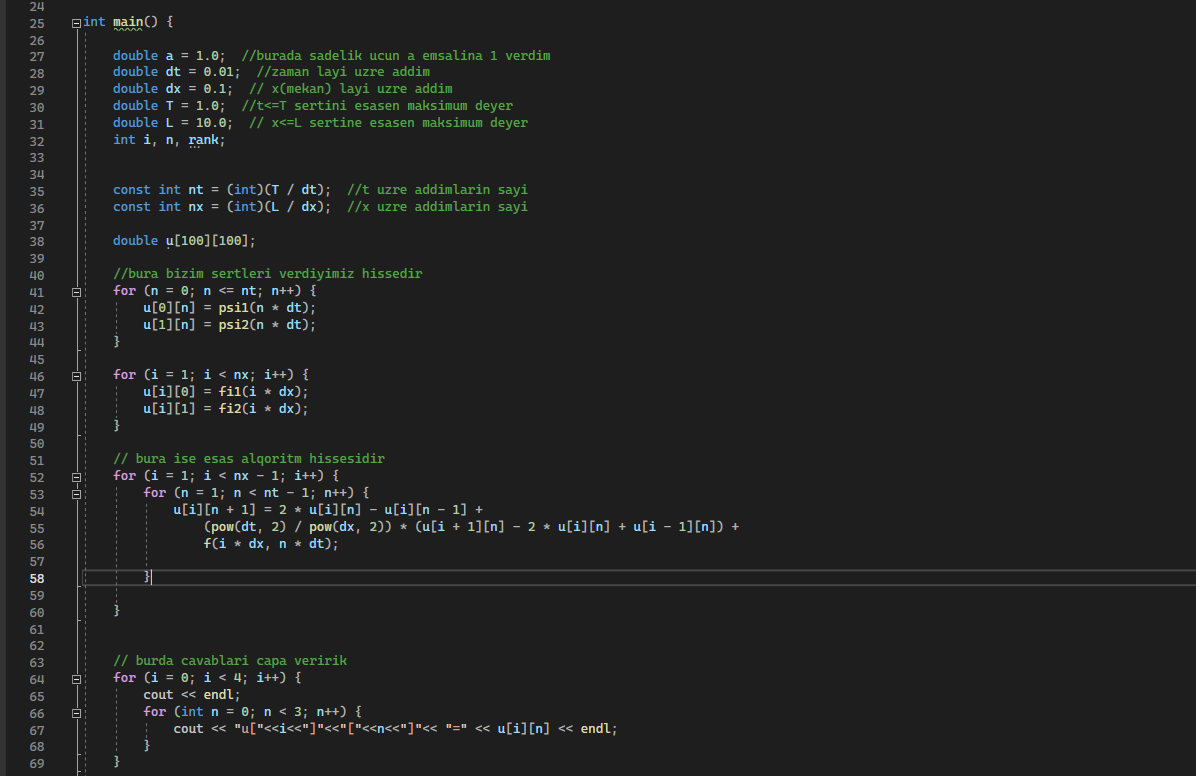 24
25 int main() {
26
27 double a = 1.0;  //burada sadelik ucun a emsalina 1 verdim
28 double dt = 0.01;  //zaman layi uzre addim
29 double dx = 0.1;  // x(mekan) layi uzre addim
30 double T = 1.0;  //t<=T sertini esasen maksimum deyer
31 double L = 10.0;  // x<=L sertine esasen maksimum deyer
32 int i, n, rank;
33
34
35 const int nt = (int)(T / dt);  //t uzre addimlarin sayi
36 const int nx = (int)(L / dx);  //x uzre addimlarin sayi
37
38 double u[100][100];
39
40 //bura bizim sertleri verdiyimiz hissedir
41 for (n = 0; n <= nt; n++) {
42 u[0][n] = psi1(n * dt);
43 u[1][n] = psi2(n * dt);
44 }
45
46 for (i = 1; i < nx; i++) {
47 u[i][0] = fi1(i * dx);
48 u[i][1] = fi2(i * dx);
49 }
50
51 // bura ise esas alqoritm hissesidir
52 for (i = 1; i < nx - 1; i++) {
53 for (n = 1; n < nt - 1; n++) {
54 u[i][n + 1] = 2 * u[i][n] - u[i][n - 1] +
55 (pow(dt, 2) / pow(dx, 2)) * (u[i + 1][n] - 2 * u[i][n] + u[i - 1][n]) +
56 f(i * dx, n * dt);
57
58 }
59
60 }
61
62
63 // burda cavablari capa veririk
64 for (i = 0; i < 4; i++) {
65 cout << endl;
66 for (int n = 0; n < 3; n++) {
67 cout << "u["<<i<<"]"<<"["<<n<<"]"<< "=" << u[i][n] << endl;
68 }
69 }